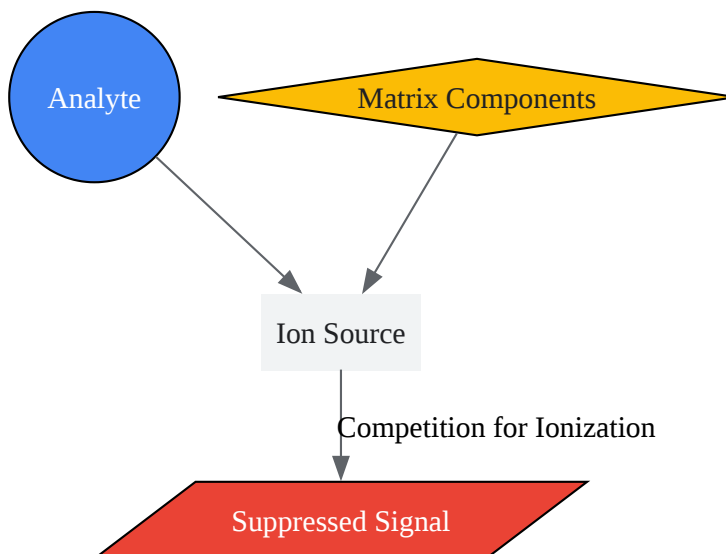 Analyte
Matrix Components
Ion Source
Competition for Ionization
Suppressed Signal